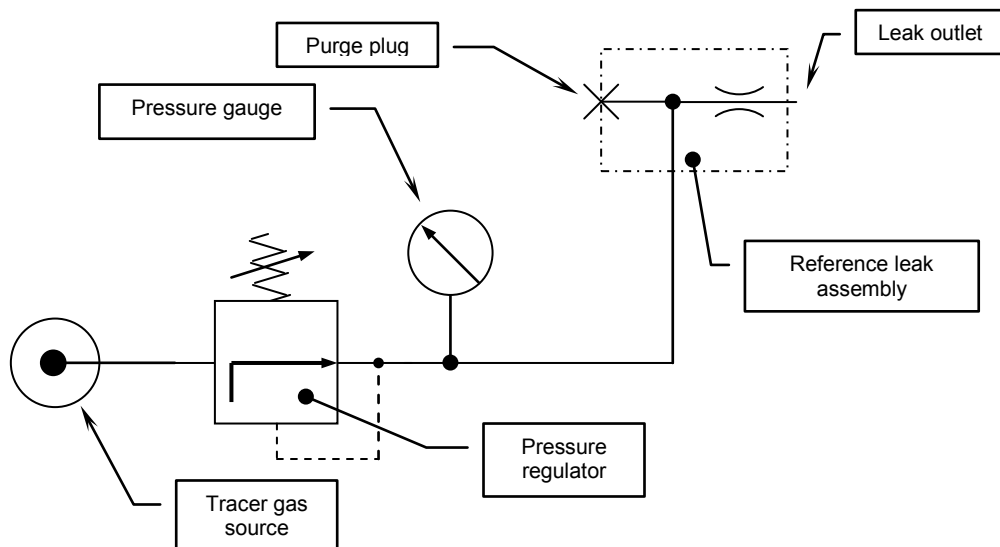 Leak outlet
Purge plug
Pressure gauge
Reference leak
assembly
Pressure
regulator
Tracer gas
source